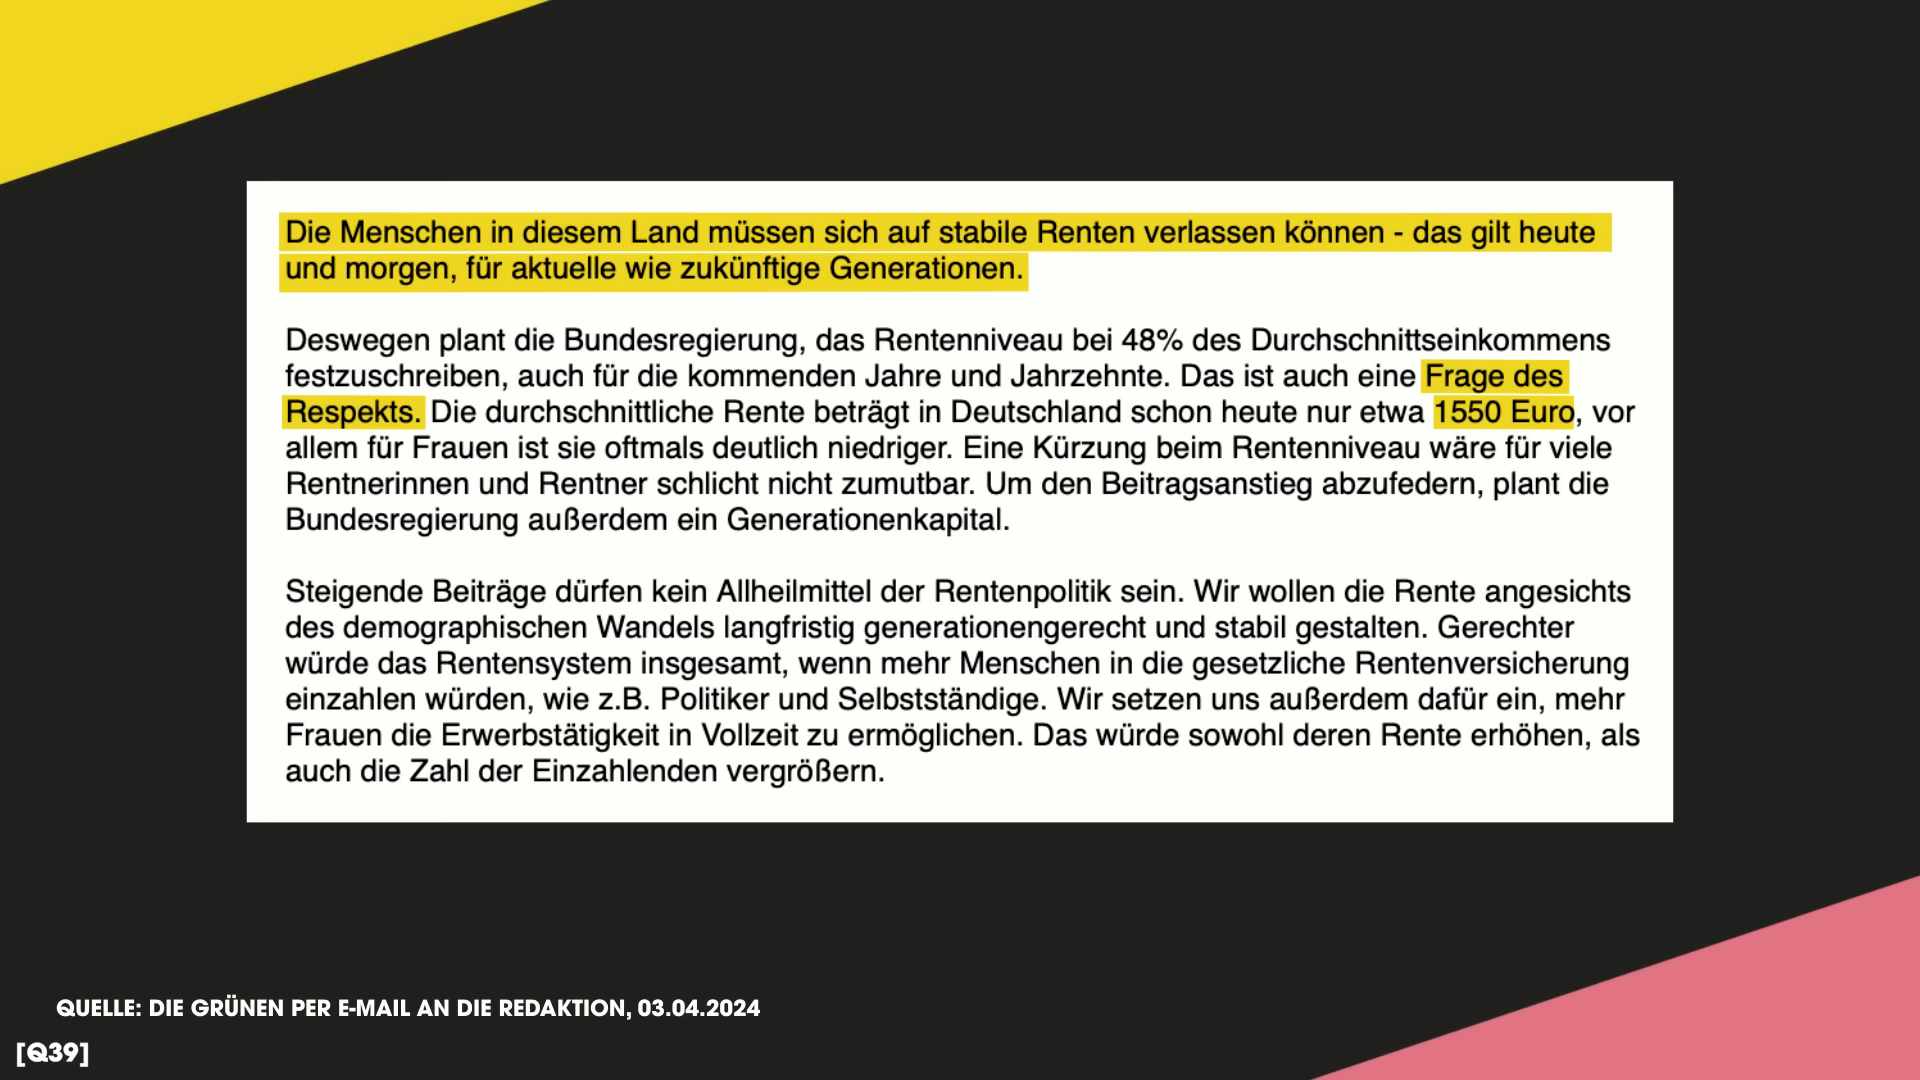 Die Menschen in diesem Land müssen sich auf stabile Renten verlassen können - das gilt heute
und morgen, für aktuelle wie zukünftige Generationen.
Deswegen plant die Bundesregierung, das Rentenniveau bei 48% des Durchschnittseinkommens
festzuschreiben, auch für die kommenden Jahre und Jahrzehnte. Das ist auch eine Frage des
Respekts. Die durchschnittliche Rente beträgt in Deutschland schon heute nur etwa 1550 Euro, vor
allem für Frauen ist sie oftmals deutlich niedriger. Eine Kürzung beim Rentenniveau wäre für viele
Rentnerinnen und Rentner schlicht nicht zumutbar. Um den Beitragsanstieg abzufedern, plant die
Bundesregierung außerdem ein Generationenkapital.
Steigende Beiträge dürfen kein Allheilmittel der Rentenpolitik sein. Wir wollen die Rente angesichts
des demographischen Wandels langfristig generationengerecht und stabil gestalten. Gerechter
würde das Rentensystem insgesamt, wenn mehr Menschen in die gesetzliche Rentenversicherung
einzahlen würden, wie z.B. Politiker und Selbstständige. Wir setzen uns außerdem dafür ein, mehr
Frauen die Erwerbstätigkeit in Vollzeit zu ermöglichen. Das würde sowohl deren Rente erhöhen, als
auch die Zahl der Einzahlenden vergrößern.
QUELLE: DIE GRÜNEN PER E-MAIL AN DIE REDAKTION, 03.04.2024
[Q39]